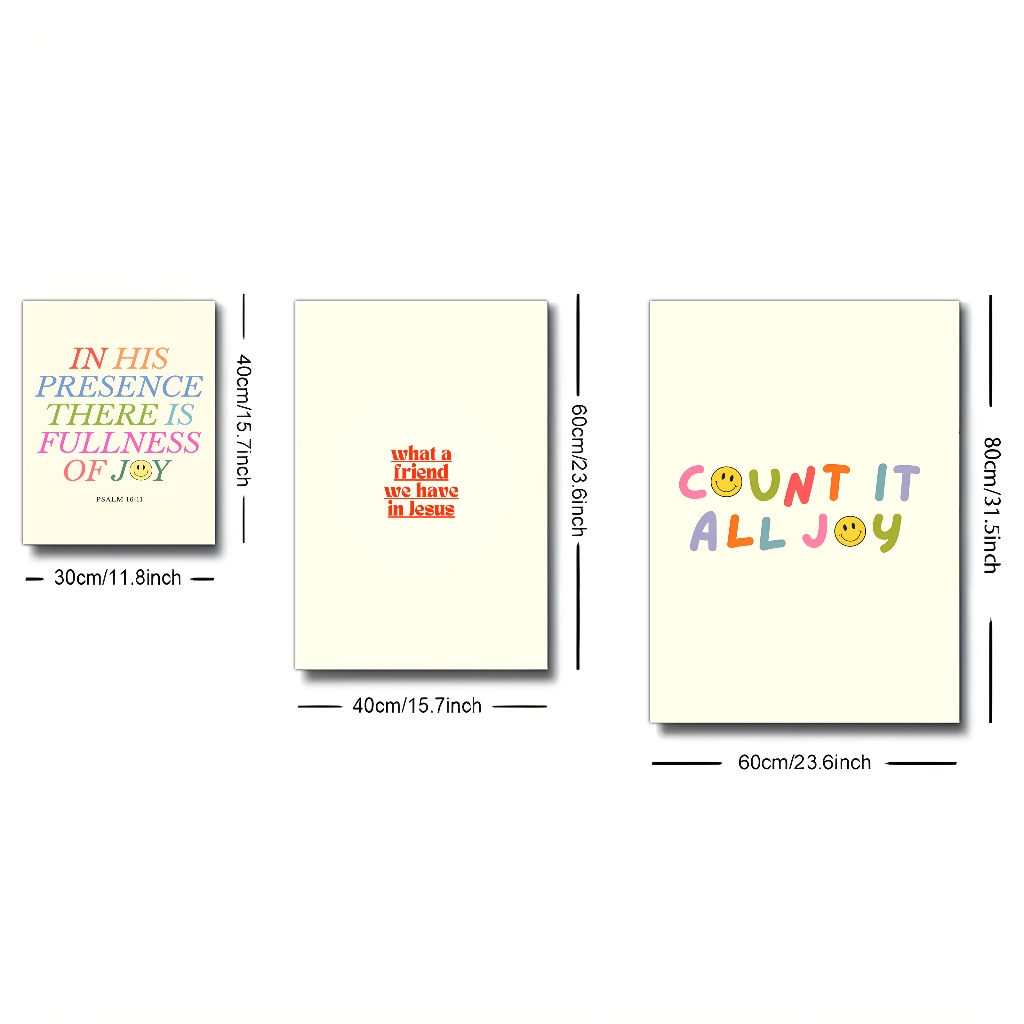 IN HIS
PRESENCE
THERE IS
FULLNESS
OF JOY
PSALM 16:11
40cm/15.7inch
30cm/11.8inch
what a
friend
we have
in Jesus
60cm/23.6inch
40cm/15.7inch
COUNT IT
ALL JOY
80cm/31.5inch
60cm/23.6inch